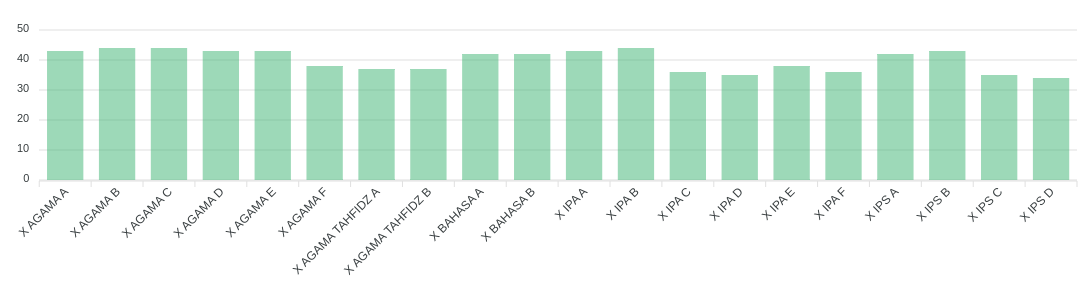 50
40
30
20
10
0
X AGAMA A
X AGAMA B
X AGAMA C
X AGAMA D
X AGAMA E
X AGAMA F
X AGAMA TAHFIDZ A
X AGAMA TAHFIDZ B
X BAHASA A
X BAHASA B
X IPA A
X IPA B
X IPA C
X IPA D
X IPA E
X IPA F
X IPS A
X IPS B
X IPS C
X IPS D